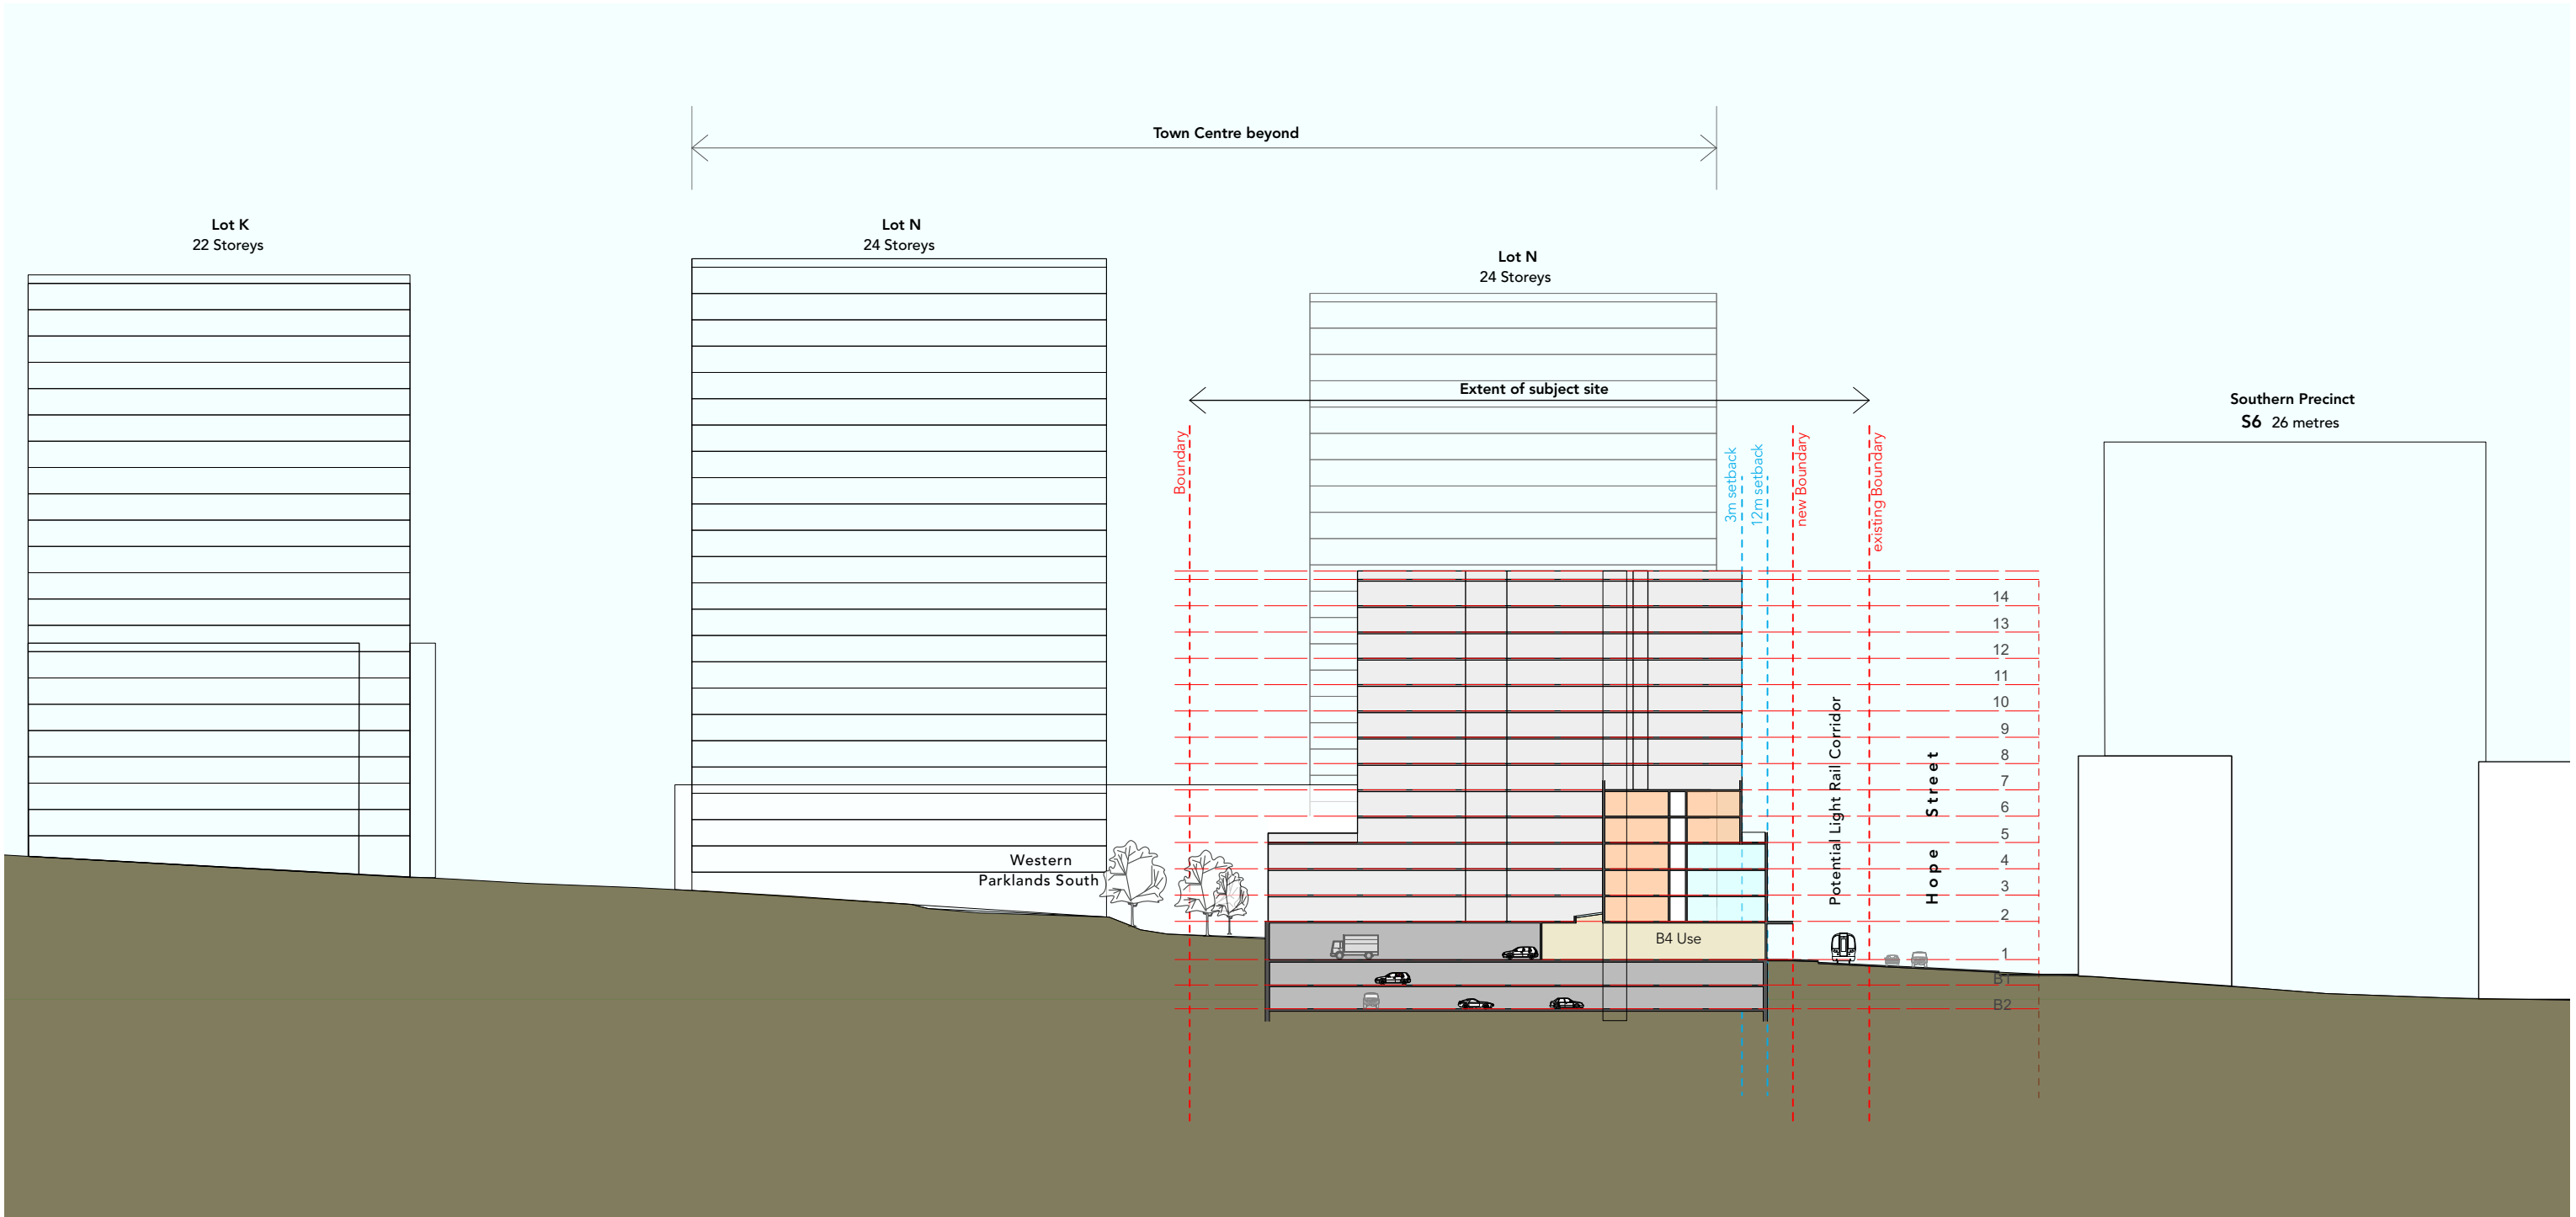 Town Centre beyond
Lot K
22 Storeys
Lot N
24 Storeys
Lot N
24 Storeys
Extent of subject site
Southern Precinct
S6 26 metres
Boundary
3m setback
12m setback
new Boundary
existing Boundary
14
13
12
11
10
9
8
7
6
5
4
3
2
1
B1
B2
Potential Light Rail Corridor
Hope Street
Western
Parklands South
B4 Use